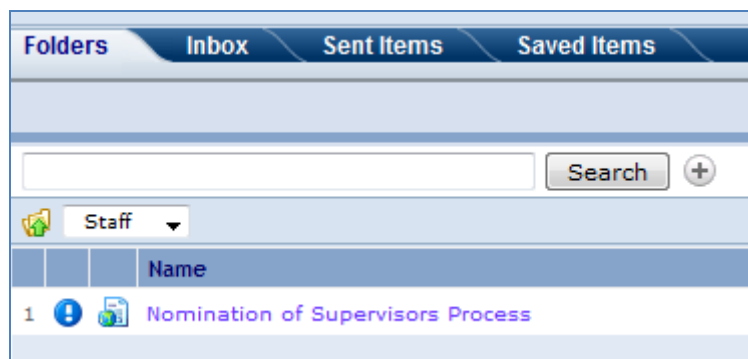 Folders Inbox Sent Items Saved Items
Search
Staff
Name
1 Nomination of Supervisors Process